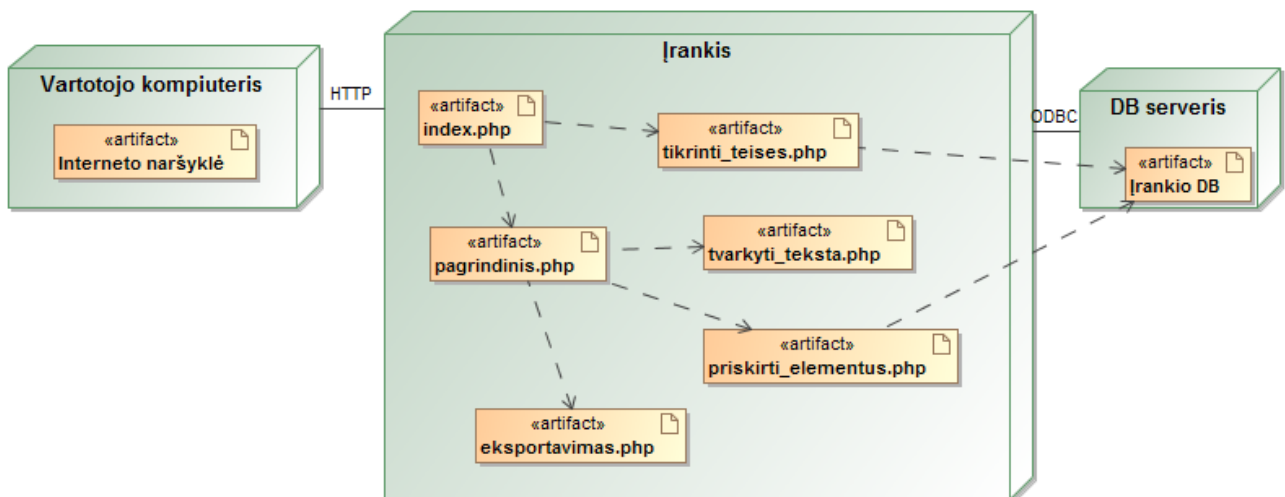 Vartotojo kompiuteris
«artifact»
Interneto naršyklė
HTTP
Įrankis
«artifact»
index.php
«artifact»
tikrinti_teises.php
«artifact»
pagrindinis.php
«artifact»
tvarkyti_teksta.php
«artifact»
priskirti_elementus.php
«artifact»
eksportavimas.php
ODBC
DB serveris
«artifact»
Įrankio DB